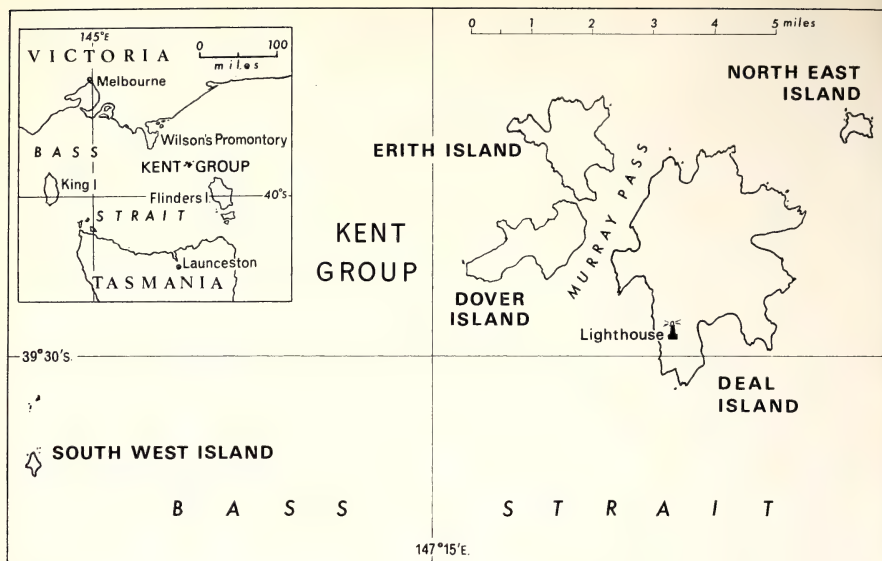 145°E
VICTORIA
0 100
miles
Melbourne
Wilson's Promontory
BASS
KENT GROUP
King I
Flinders I.
40°S
STRAIT
Launceston
TASMANIA
0 1 2 3 4 5 miles
NORTH EAST
ISLAND
ERITH ISLAND
MURRAY PASS
KENT
GROUP
DOVER
ISLAND
Lighthouse
39°30'S.
DEAL
ISLAND
SOUTH WEST ISLAND
BASS STRAIT
147°15'E.